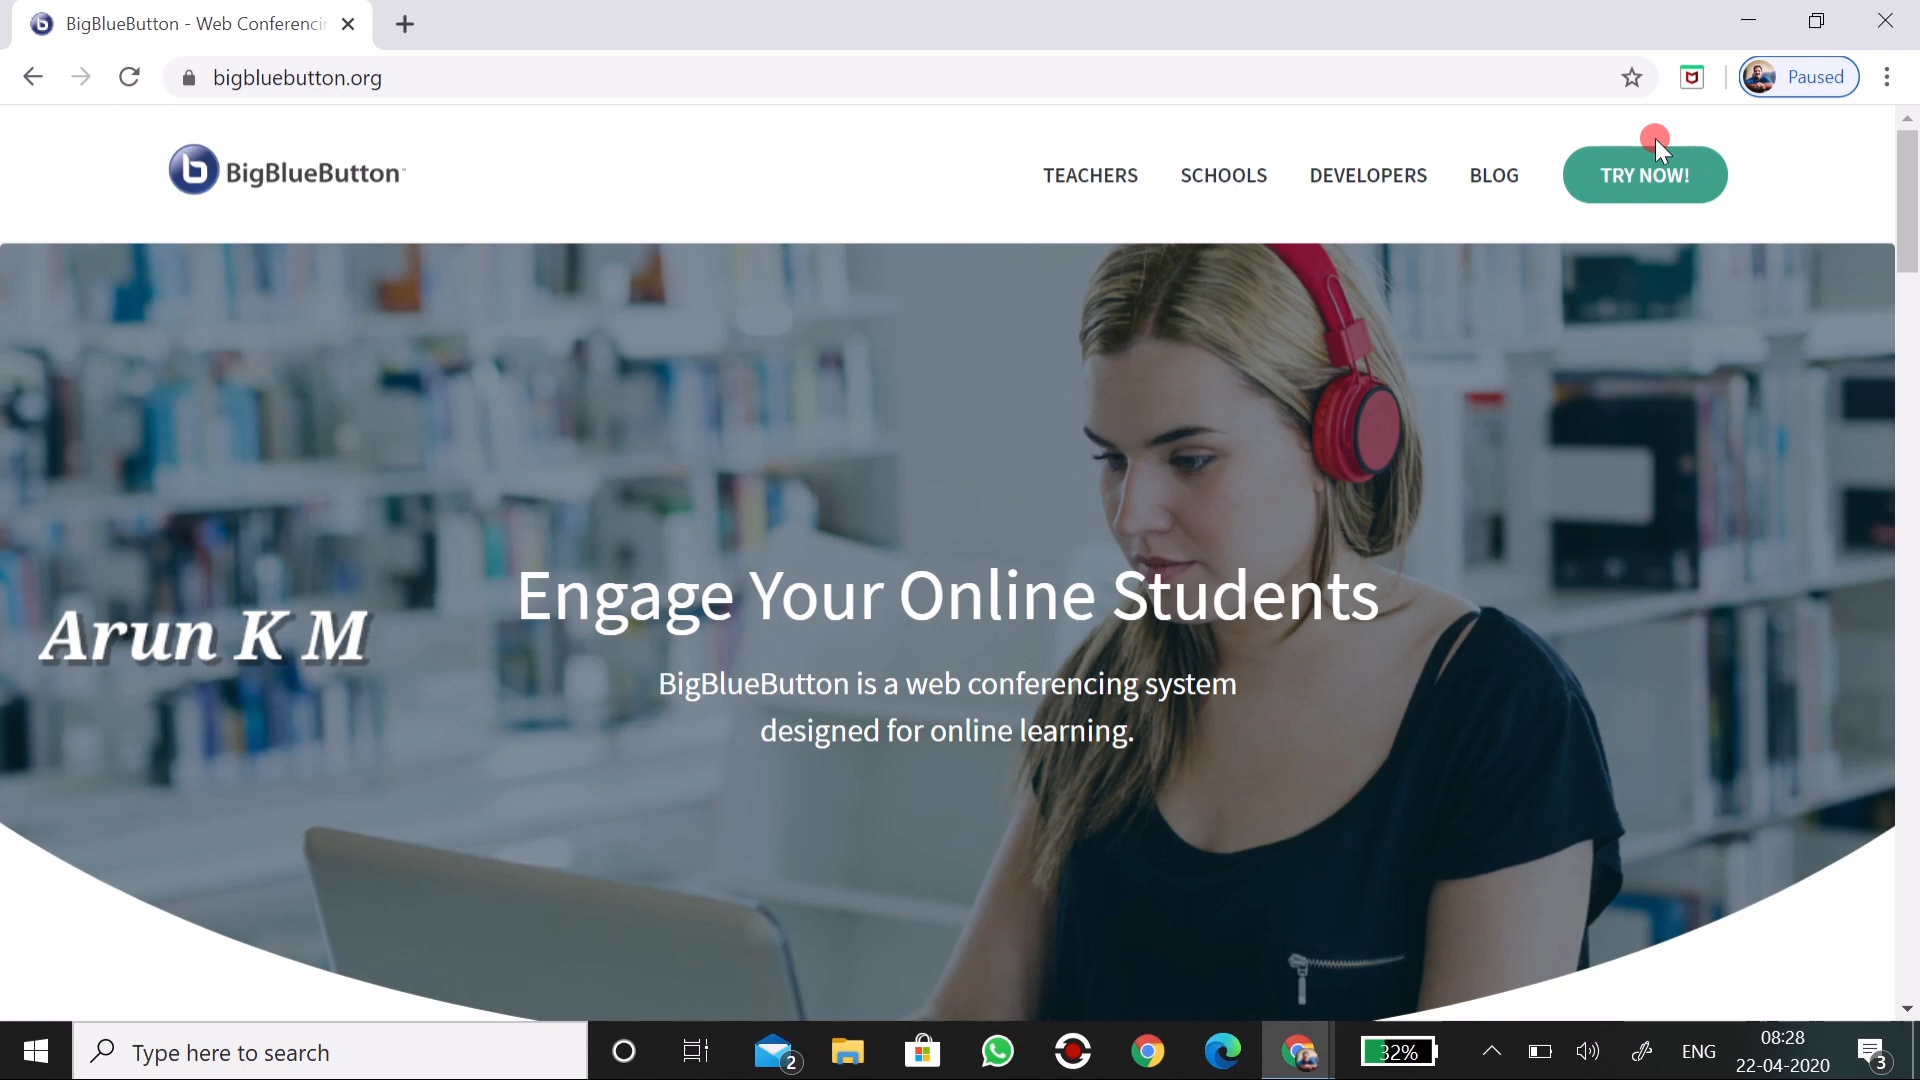 BigBlueButton - Web Conferenci
bigbluebutton.org
Paused
BigBlueButton
TEACHERS
SCHOOLS
DEVELOPERS
BLOG
TRY NOW!
Engage Your Online Students
Arun K M
BigBlueButton is a web conferencing system
designed for online learning.
Type here to search
2
32%
ENG
08:28
22-04-2020
3